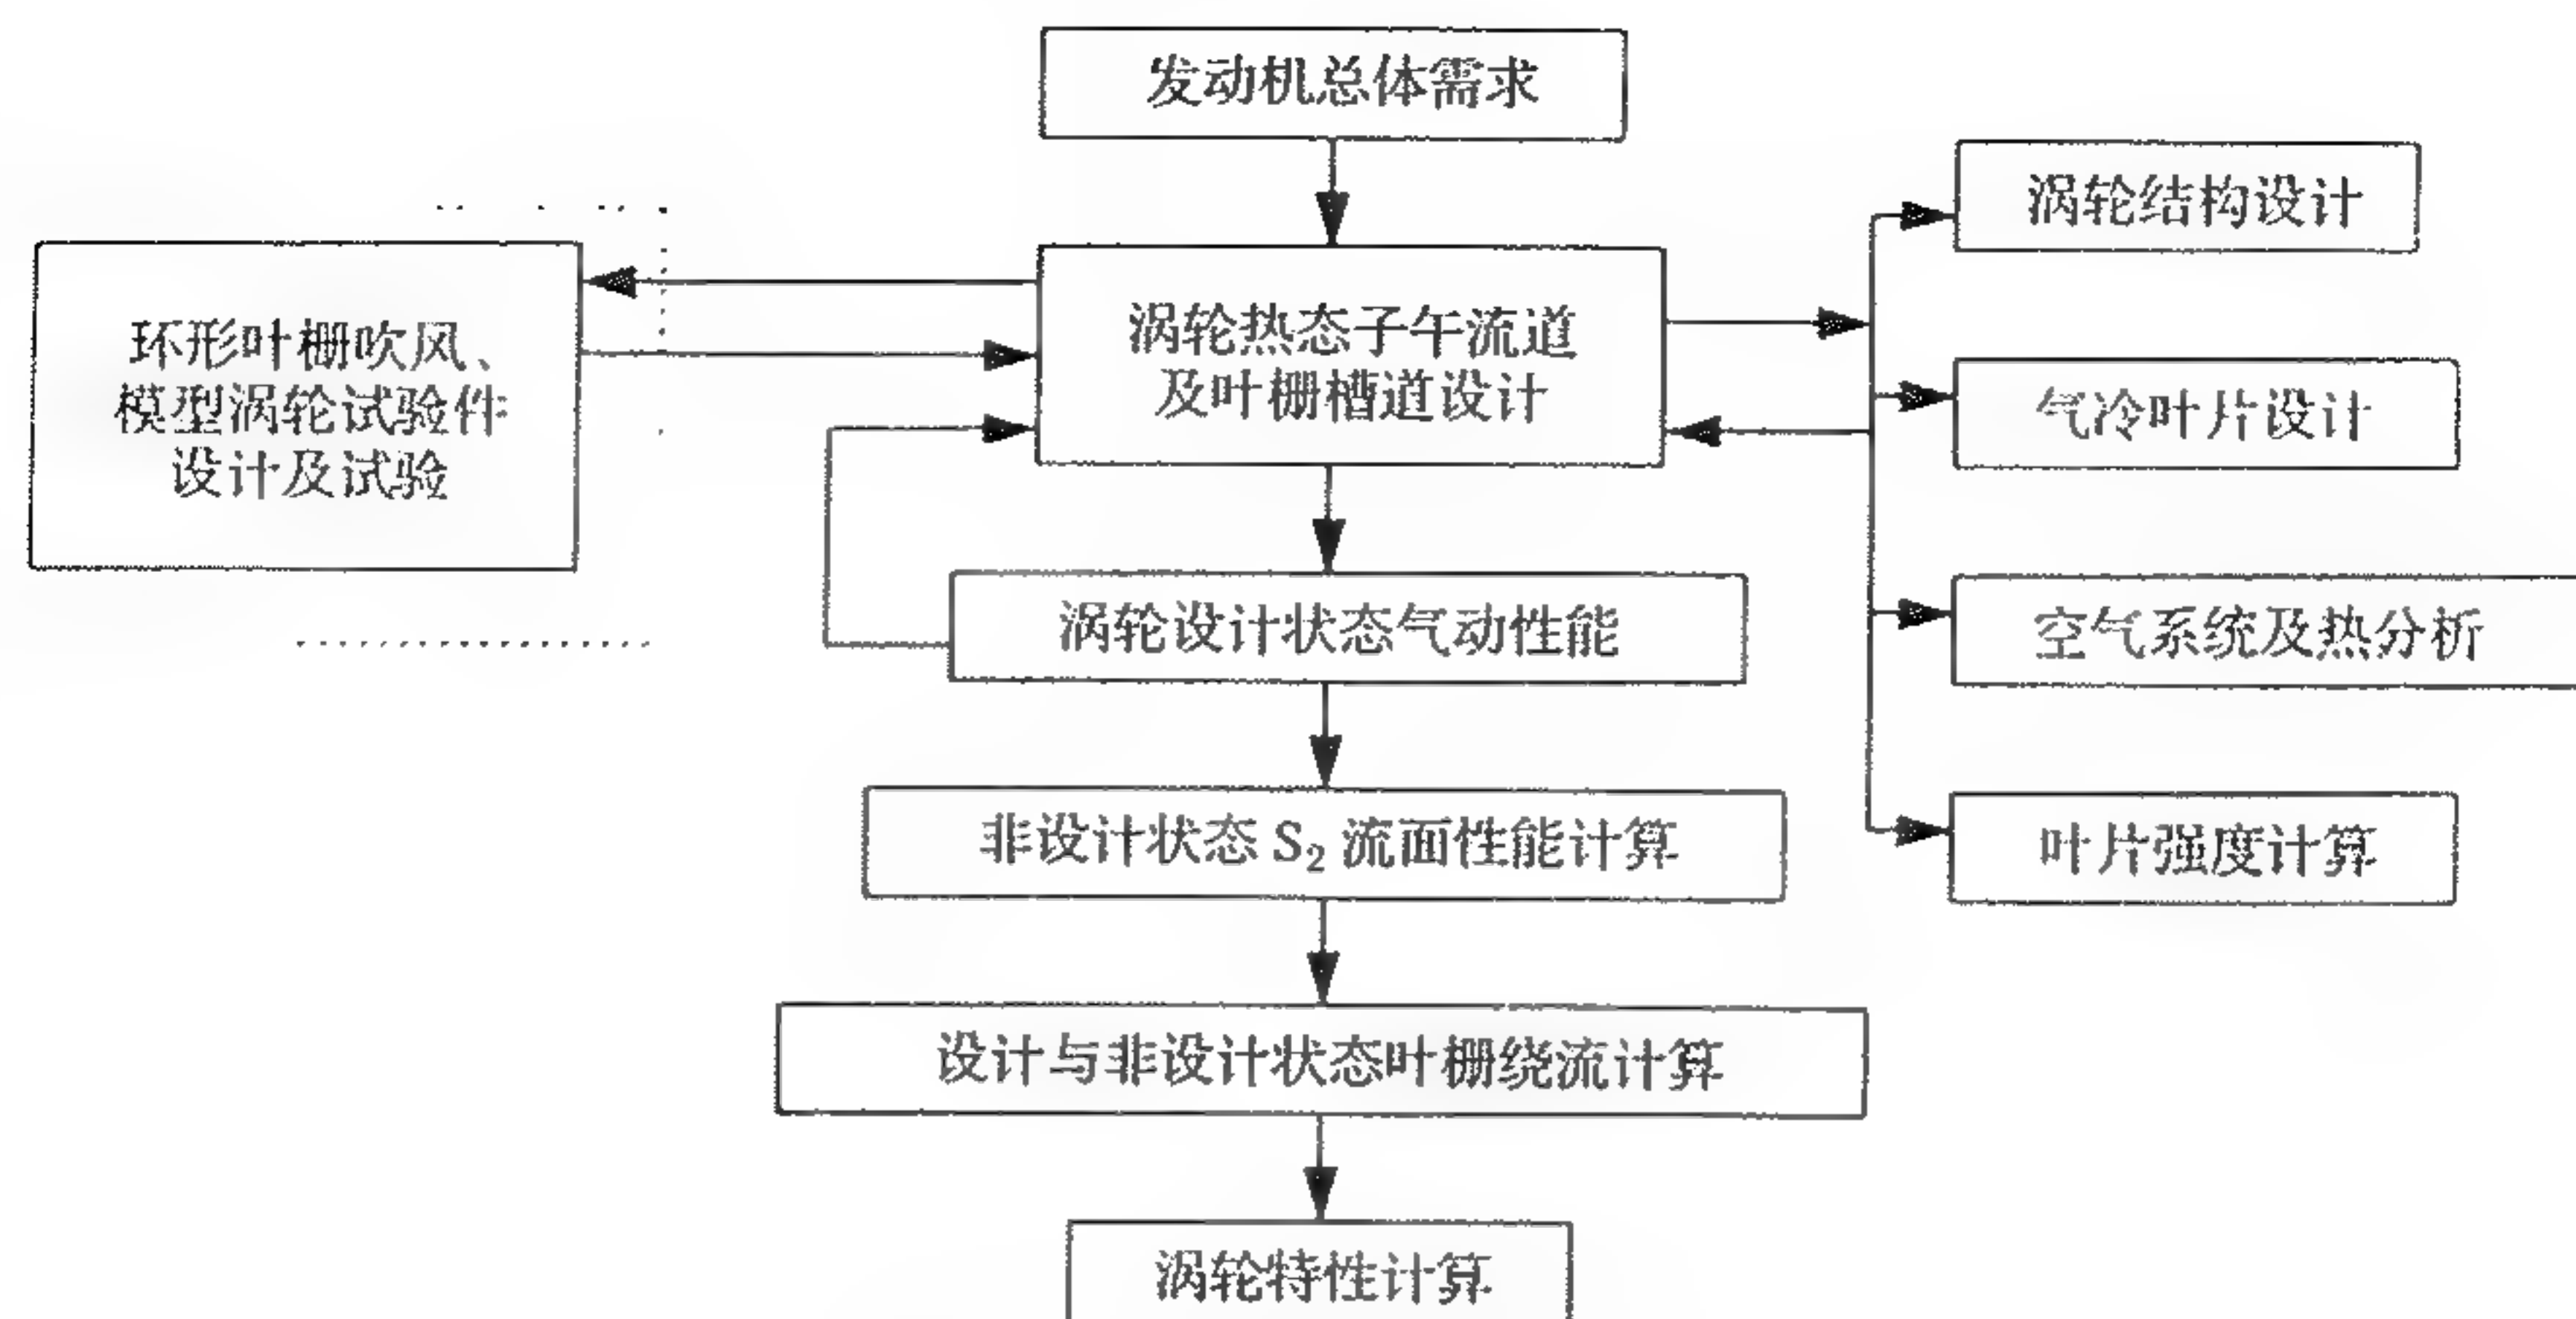 发动机总体需求
涡轮结构设计
环形叶栅吹风、
模型涡轮试验件
设计及试验
涡轮热态子午流道
及叶栅槽道设计
气冷叶片设计
涡轮设计状态气动性能
空气系统及热分析
非设计状态 S₂ 流面性能计算
叶片强度计算
设计与非设计状态叶栅绕流计算
涡轮特性计算